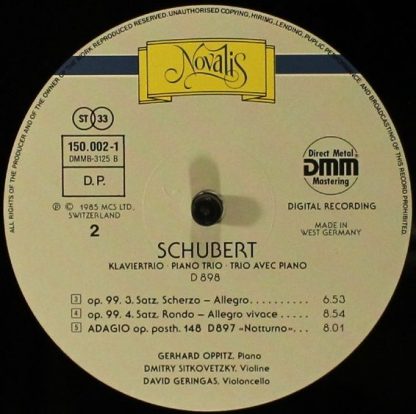 ALL RIGHTS OF THE PRODUCER AND OF THE OWNER OF THE WORK REPRODUCED RESERVED. UNAUTHORISED COPYING, HIRING, LENDING, PUPLIC PERFORMANCE AND BROADCASTING OF THIS RECORD PROHIBITED.
Novalis
ST 33
150.002-1
DMMB-3125 B
D.P.
Direct Metal
DMM
Mastering
DIGITAL RECORDING
℗ © 1985 MCS LTD.,
SWITZERLAND
MADE IN
WEST GERMANY
2
SCHUBERT
KLAVIERTRIO · PIANO TRIO · TRIO AVEC PIANO
D 898
3 op. 99. 3. Satz. Scherzo – Allegro.......... 6.53
4 op. 99. 4. Satz. Rondo – Allegro vivace.... 8.54
5 ADAGIO op. posth. 148 D897 »Notturno«... 8.01
GERHARD OPPITZ, Piano
DMITRY SITKOVETZKY, Violine
DAVID GERINGAS, Violoncello